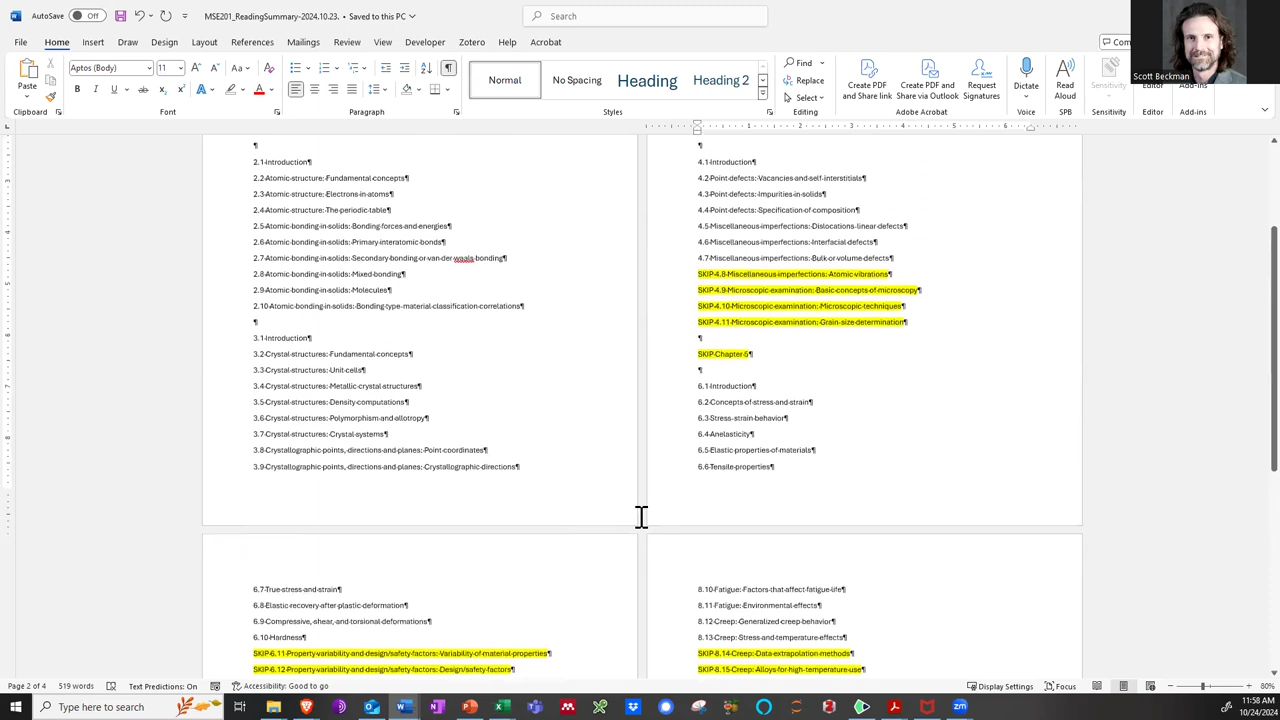 AutoSave
Off
MSE201_ReadingSummary-2024.10.23. • Saved to this PC
Search
Scott Beckman
File Home Insert Draw Design Layout References Mailings Review View Developer Zotero Help Acrobat
Com
Paste
Clipboard
Aptos (Body)
11
Font
Paragraph
Normal
No Spacing
Heading
Heading 2
Styles
Find
Replace
Select
Editing
Create PDF and Share link
Create PDF and Share via Outlook
Request Signatures
Adobe Acrobat
Dictate
Voice
Read Aloud
SPB
Sensitivity
Sensitivity
Editor
Editor
Add-ins
Add-ins
¶
2.1·Introduction¶
2.2·Atomic·structure:·Fundamental·concepts¶
2.3·Atomic·structure:·Electrons·in·atoms¶
2.4·Atomic·structure:·The·periodic·table¶
2.5·Atomic·bonding·in·solids:·Bonding·forces·and·energies¶
2.6·Atomic·bonding·in·solids:·Primary·interatomic·bonds¶
2.7·Atomic·bonding·in·solids:·Secondary·bonding·or·van·der·waals·bonding¶
2.8·Atomic·bonding·in·solids:·Mixed·bonding¶
2.9·Atomic·bonding·in·solids:·Molecules¶
2.10·Atomic·bonding·in·solids:·Bonding·type-material·classification·correlations¶
¶
3.1·Introduction¶
3.2·Crystal·structures:·Fundamental·concepts¶
3.3·Crystal·structures:·Unit·cells¶
3.4·Crystal·structures:·Metallic·crystal·structures¶
3.5·Crystal·structures:·Density·computations¶
3.6·Crystal·structures:·Polymorphism·and·allotropy¶
3.7·Crystal·structures:·Crystal·systems¶
3.8·Crystallographic·points,·directions·and·planes:·Point·coordinates¶
3.9·Crystallographic·points,·directions·and·planes:·Crystallographic·directions¶
¶
4.1·Introduction¶
4.2·Point·defects:·Vacancies·and·self-interstitials¶
4.3·Point·defects:·Impurities·in·solids¶
4.4·Point·defects:·Specification·of·composition¶
4.5·Miscellaneous·imperfections:·Dislocations-linear·defects¶
4.6·Miscellaneous·imperfections:·Interfacial·defects¶
4.7·Miscellaneous·imperfections:·Bulk·or·volume·defects¶
SKIP·4.8·Miscellaneous·imperfections:·Atomic·vibrations¶
SKIP·4.9·Microscopic·examination:·Basic·concepts·of·microscopy¶
SKIP·4.10·Microscopic·examination:·Microscopic·techniques¶
SKIP·4.11·Microscopic·examination;·Grain-size·determination¶
¶
SKIP·Chapter·5¶
¶
6.1·Introduction¶
6.2·Concepts·of·stress·and·strain¶
6.3·Stress-strain·behavior¶
6.4·Anelasticity¶
6.5·Elastic·properties·of·materials¶
6.6·Tensile·properties¶
6.7·True·stress·and·strain¶
6.8·Elastic·recovery·after·plastic·deformation¶
6.9·Compressive,·shear,·and·torsional·deformations¶
6.10·Hardness¶
SKIP·6.11·Property·variability·and·design/safety·factors:·Variability·of·material·properties¶
SKIP·6.12·Property·variability·and·design/safety·factors:·Design/safety·factors¶
8.10·Fatigue:·Factors·that·affect·fatigue·life¶
8.11·Fatigue:·Environmental·effects¶
8.12·Creep:·Generalized·creep·behavior¶
8.13·Creep:·Stress·and·temperature·effects¶
SKIP·8.14·Creep:·Data·extrapolation·methods¶
SKIP·8.15·Creep:·Alloys·for·high-temperature·use¶
Page 2 of 4 519 words Text Predictions: On Accessibility: Good to go
Display Settings Focus 80%
Type here to search
11:58 AM
10/24/2024